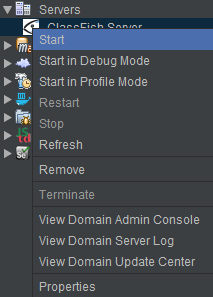 Servers
GlassFish Server
Start
Start in Debug Mode
Start in Profile Mode
Restart
Stop
Refresh
Remove
Terminate
View Domain Admin Console
View Domain Server Log
View Domain Update Center
Properties